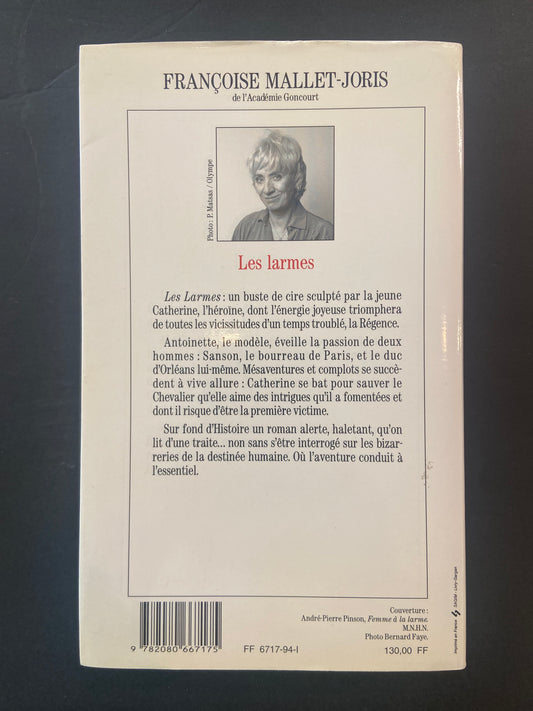 FRANÇOISE MALLET-JORIS
de l'Académie Goncourt
Photo : P. Matsas / Olympe
Les larmes
Les Larmes : un buste de cire sculpté par la jeune
Catherine, l'héroïne, dont l'énergie joyeuse triomphera
de toutes les vicissitudes d'un temps troublé, la Régence.
Antoinette, le modèle, éveille la passion de deux
hommes : Sanson, le bourreau de Paris, et le duc
d'Orléans lui-même. Mésaventures et complots se succè-
dent à vive allure : Catherine se bat pour sauver le
Chevalier qu'elle aime des intrigues qu'il a fomentées et
dont il risque d'être la première victime.
Sur fond d'Histoire un roman alerte, haletant, qu'on
lit d'une traite... non sans s'être interrogé sur les bizar-
reries de la destinée humaine. Où l'aventure conduit à
l'essentiel.
Couverture :
André-Pierre Pinson, Femme à la larme.
M.N.H.N.
Photo Bernard Faye.
9 782080 667175
FF 6717-94-I
130,00 FF
Imprimé en France SAGIM - Livry-Gargan